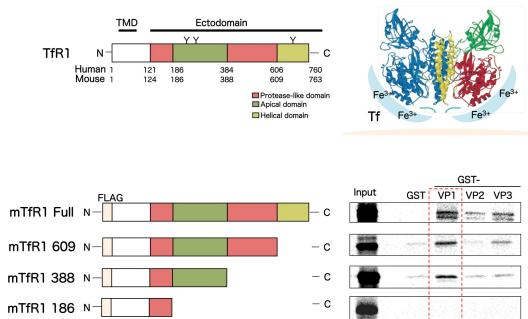 TMD
Ectodomain
TfR1 N C
Human 1 121 186 384 606 760
Mouse 1 124 186 388 609 763
Protease-like domain
Apical domain
Helical domain
Fe3+ Fe3+
Tf Fe3+ Fe3+
GST-
Input GST VP1 VP2 VP3
FLAG
mTfR1 Full N C
mTfR1 609 N C
mTfR1 388 N C
mTfR1 186 N C